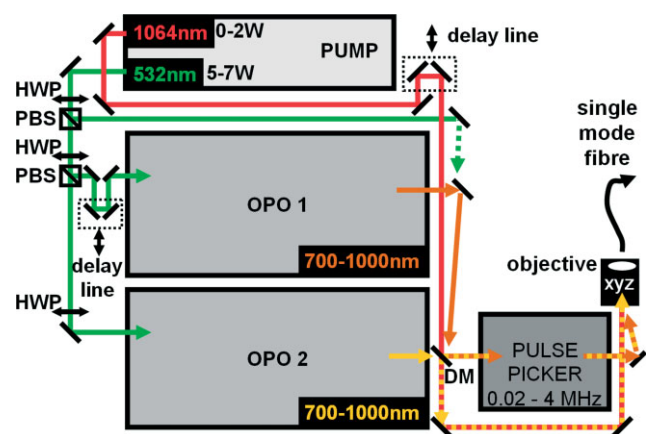 1064nm 0-2W
PUMP
532nm 5-7W
delay line
HWP
PBS
HWP
PBS
OPO 1
700-1000nm
delay
line
single
mode
fibre
objective
xyz
HWP
OPO 2
700-1000nm
DM
PULSE
PICKER
0.02 - 4 MHz